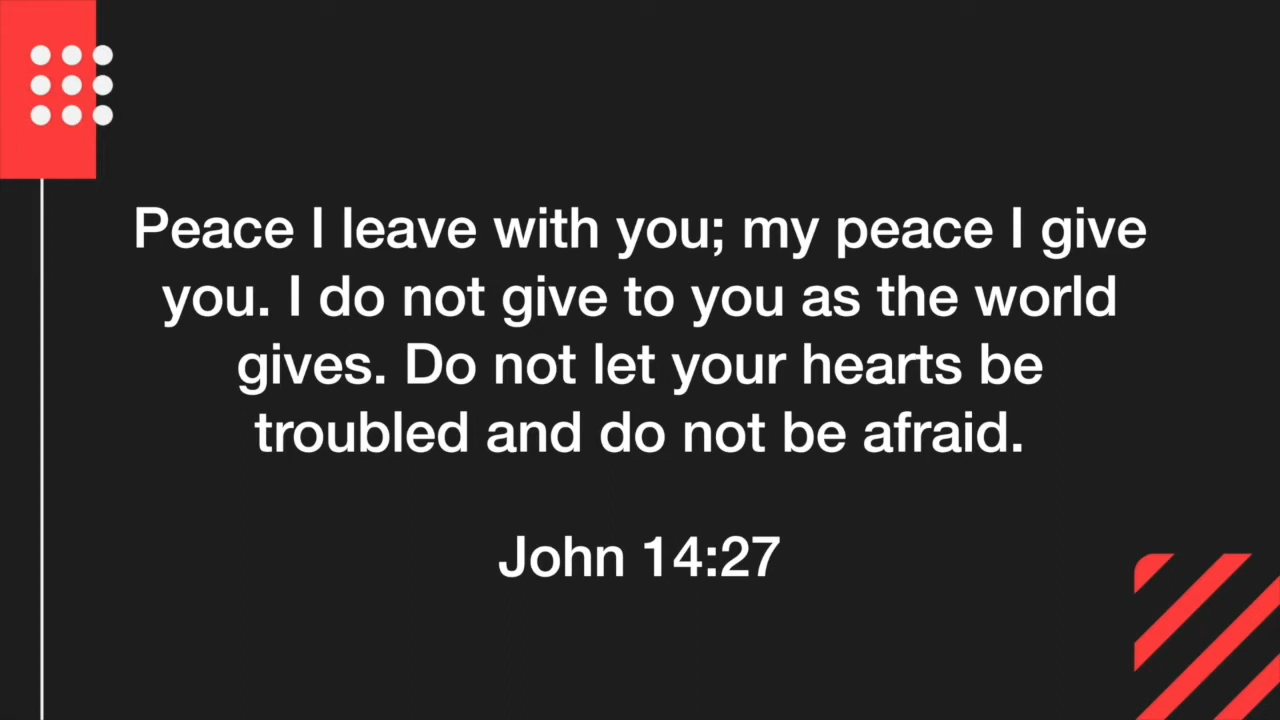 Peace I leave with you; my peace I give
you. I do not give to you as the world
gives. Do not let your hearts be
troubled and do not be afraid.
John 14:27